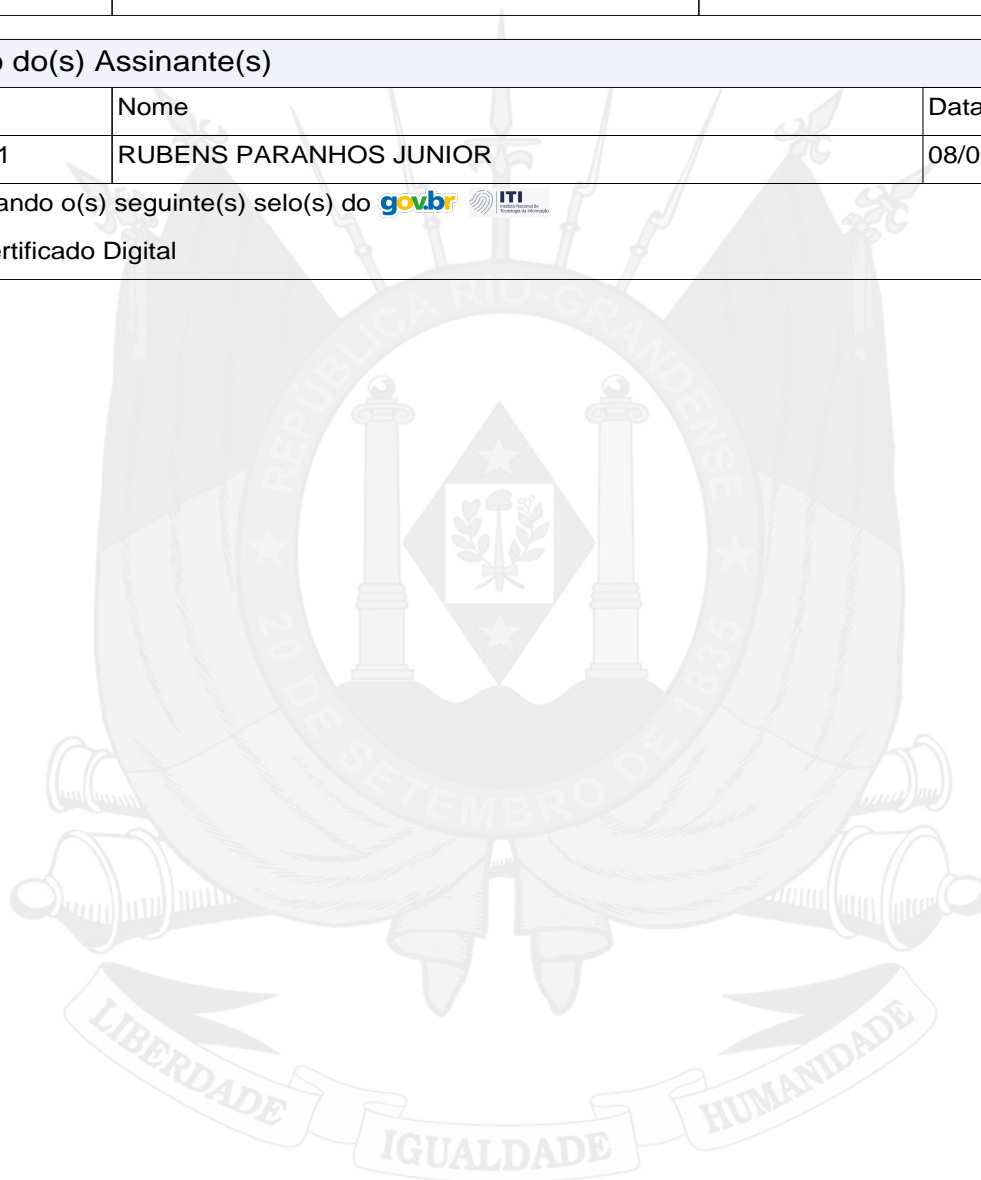 o do(s) Assinante(s)
Nome Data
1 RUBENS PARANHOS JUNIOR 08/0
ando o(s) seguinte(s) selo(s) do gov.br ITI
rtificado Digital
REPÚBLICA RIO-GRANDENSE
20 DE SETEMBRO DE 1835
LIBERDADE IGUALDADE HUMANIDADE